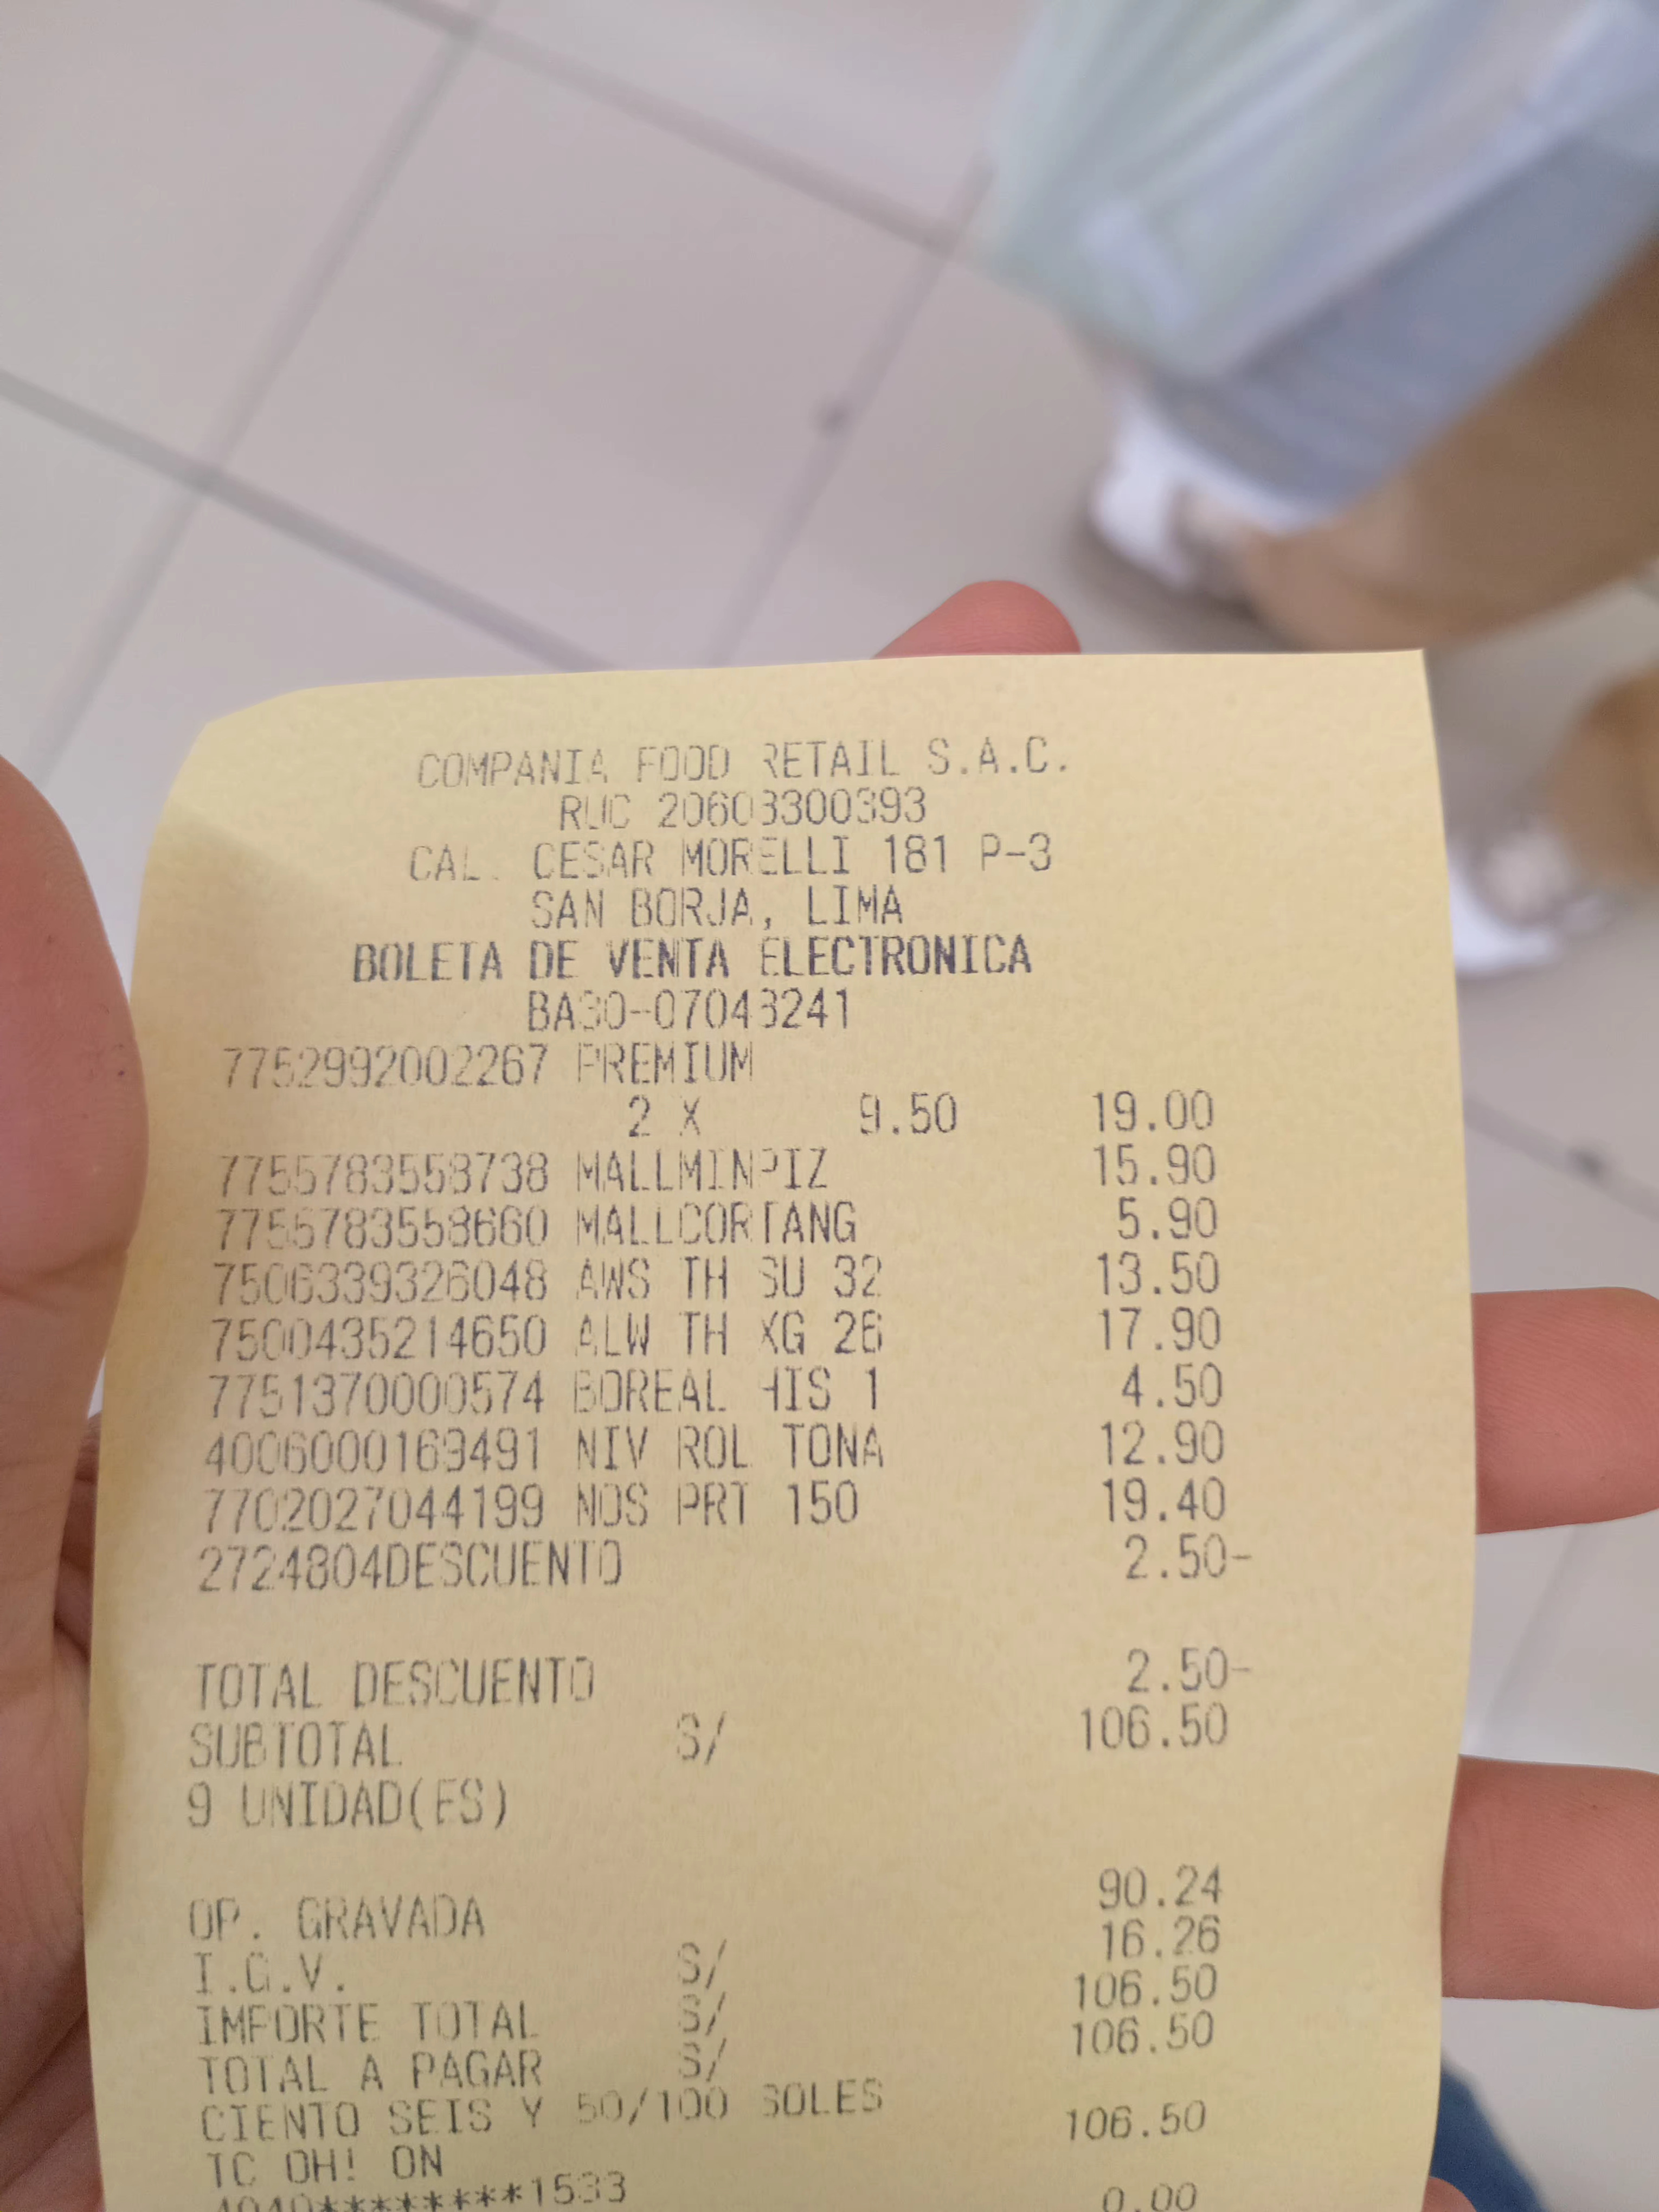 COMPANIA FOOD RETAIL S.A.C.
RUC 20608300393
CAL. CESAR MORELLI 181 P-3
SAN BORJA, LIMA
BOLETA DE VENTA ELECTRONICA
BA30-07043241
7752992002267 PREMIUM
2 X 9.50 19.00
7755783558738 MALLMINPIZ 15.90
7755783558660 MALLCORTANG 5.90
7506339326048 AWS TH SU 32 13.50
7500435214650 ALW TH XG 26 17.90
7751370000574 BOREAL HIS 1 4.50
4006000169491 NIV ROL TONA 12.90
7702027044199 NOS PRT 150 19.40
2724804DESCUENTO 2.50-
TOTAL DESCUENTO 2.50-
SUBTOTAL S/ 106.50
9 UNIDAD(ES)
OP. GRAVADA S/ 90.24
I.G.V. S/ 16.26
IMPORTE TOTAL S/ 106.50
TOTAL A PAGAR S/ 106.50
CIENTO SEIS Y 50/100 SOLES
TC OH! ON 106.50
********1533 0.00